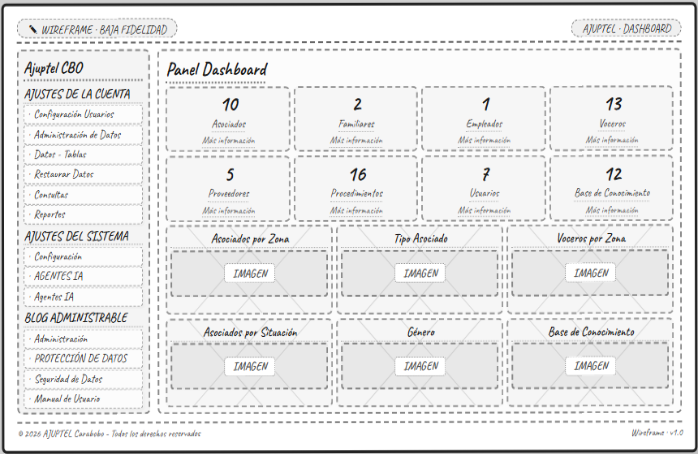 WIREFRAME - BAJA FIDELIDAD
AJUPTEL - DASHBOARD
Ajuptel CBO
AJUSTES DE LA CUENTA
· Configuración Usuarios
· Administración de Datos
· Datos - Tablas
· Restaurar Datos
· Consultas
· Reportes
AJUSTES DEL SISTEMA
· Configuración
· AGENTES IA
· Agentes IA
BLOG ADMINISTRABLE
· Administración
· PROTECCIÓN DE DATOS
· Seguridad de Datos
· Manual de Usuario
Panel Dashboard
10
Asociados
Más información
2
Familiares
Más información
1
Empleados
Más información
13
Voceros
Más información
5
Proveedores
Más información
16
Procedimientos
Más información
7
Usuarios
Más información
12
Base de Conocimiento
Más información
Asociados por Zona
IMAGEN
Tipo Asociado
IMAGEN
Voceros por Zona
IMAGEN
Asociados por Situación
IMAGEN
Género
IMAGEN
Base de Conocimiento
IMAGEN
© 2026 AJUPTEL Carabobo - Todos los derechos reservados
Wireframe - v1.0